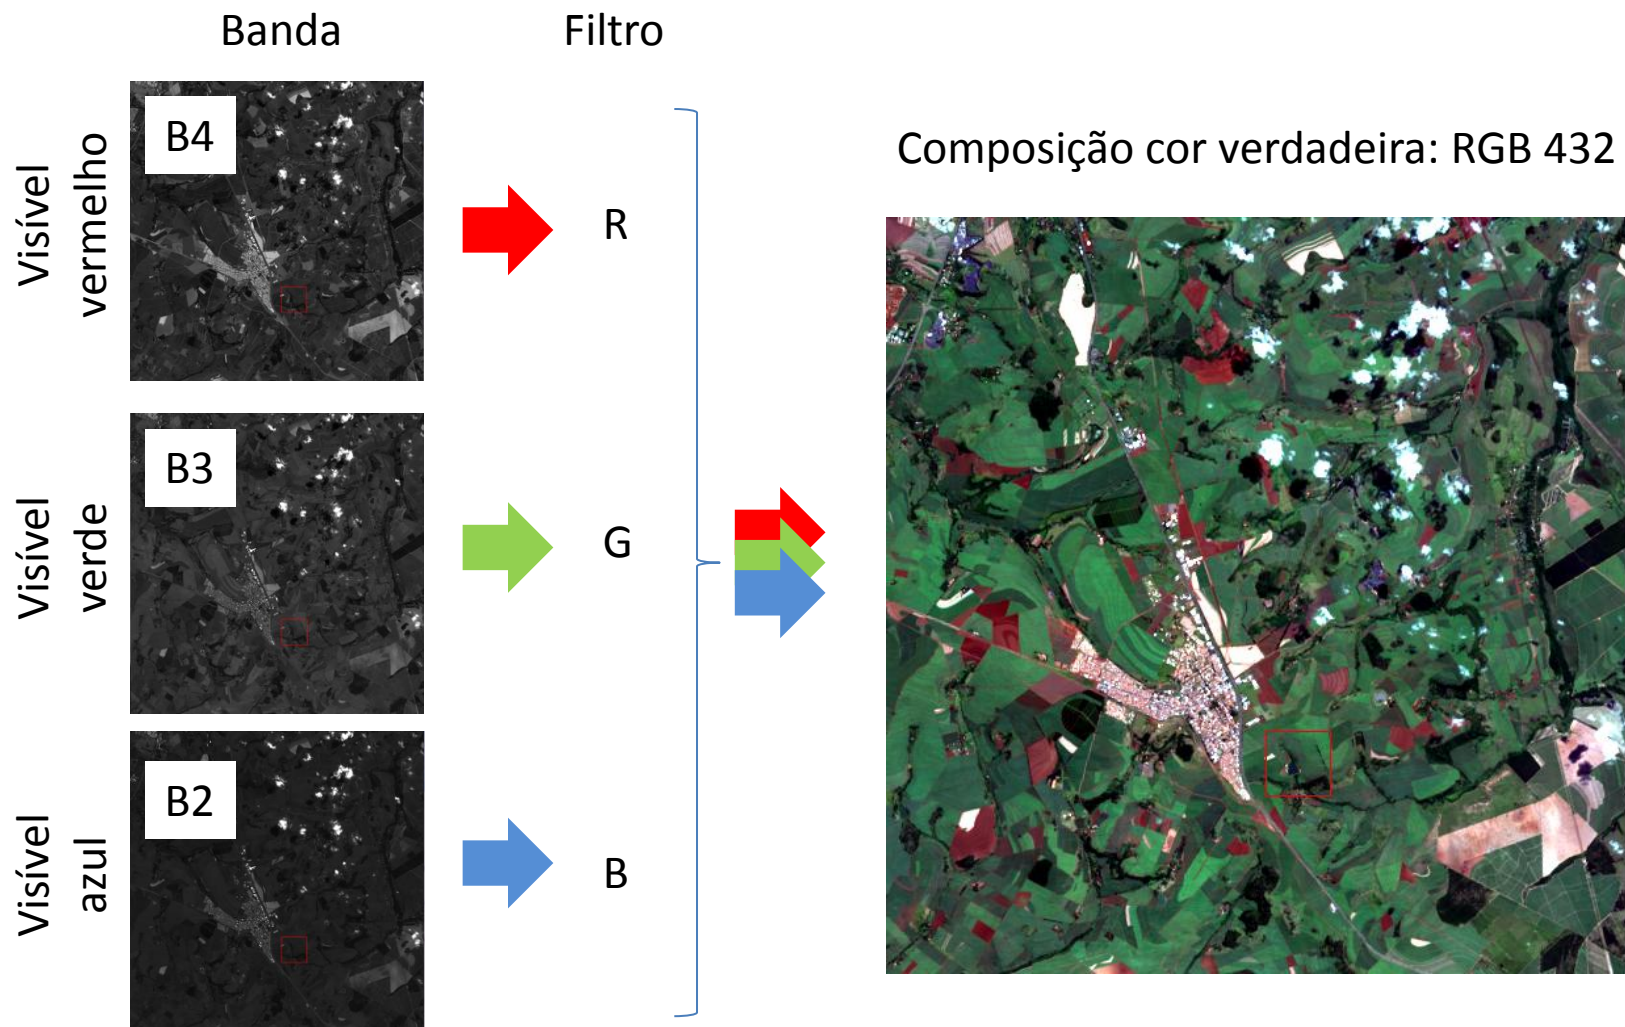 Banda
Filtro
Visível
vermelho
B4
R
Composição cor verdadeira: RGB 432
Visível
verde
B3
G
Visível
azul
B2
B